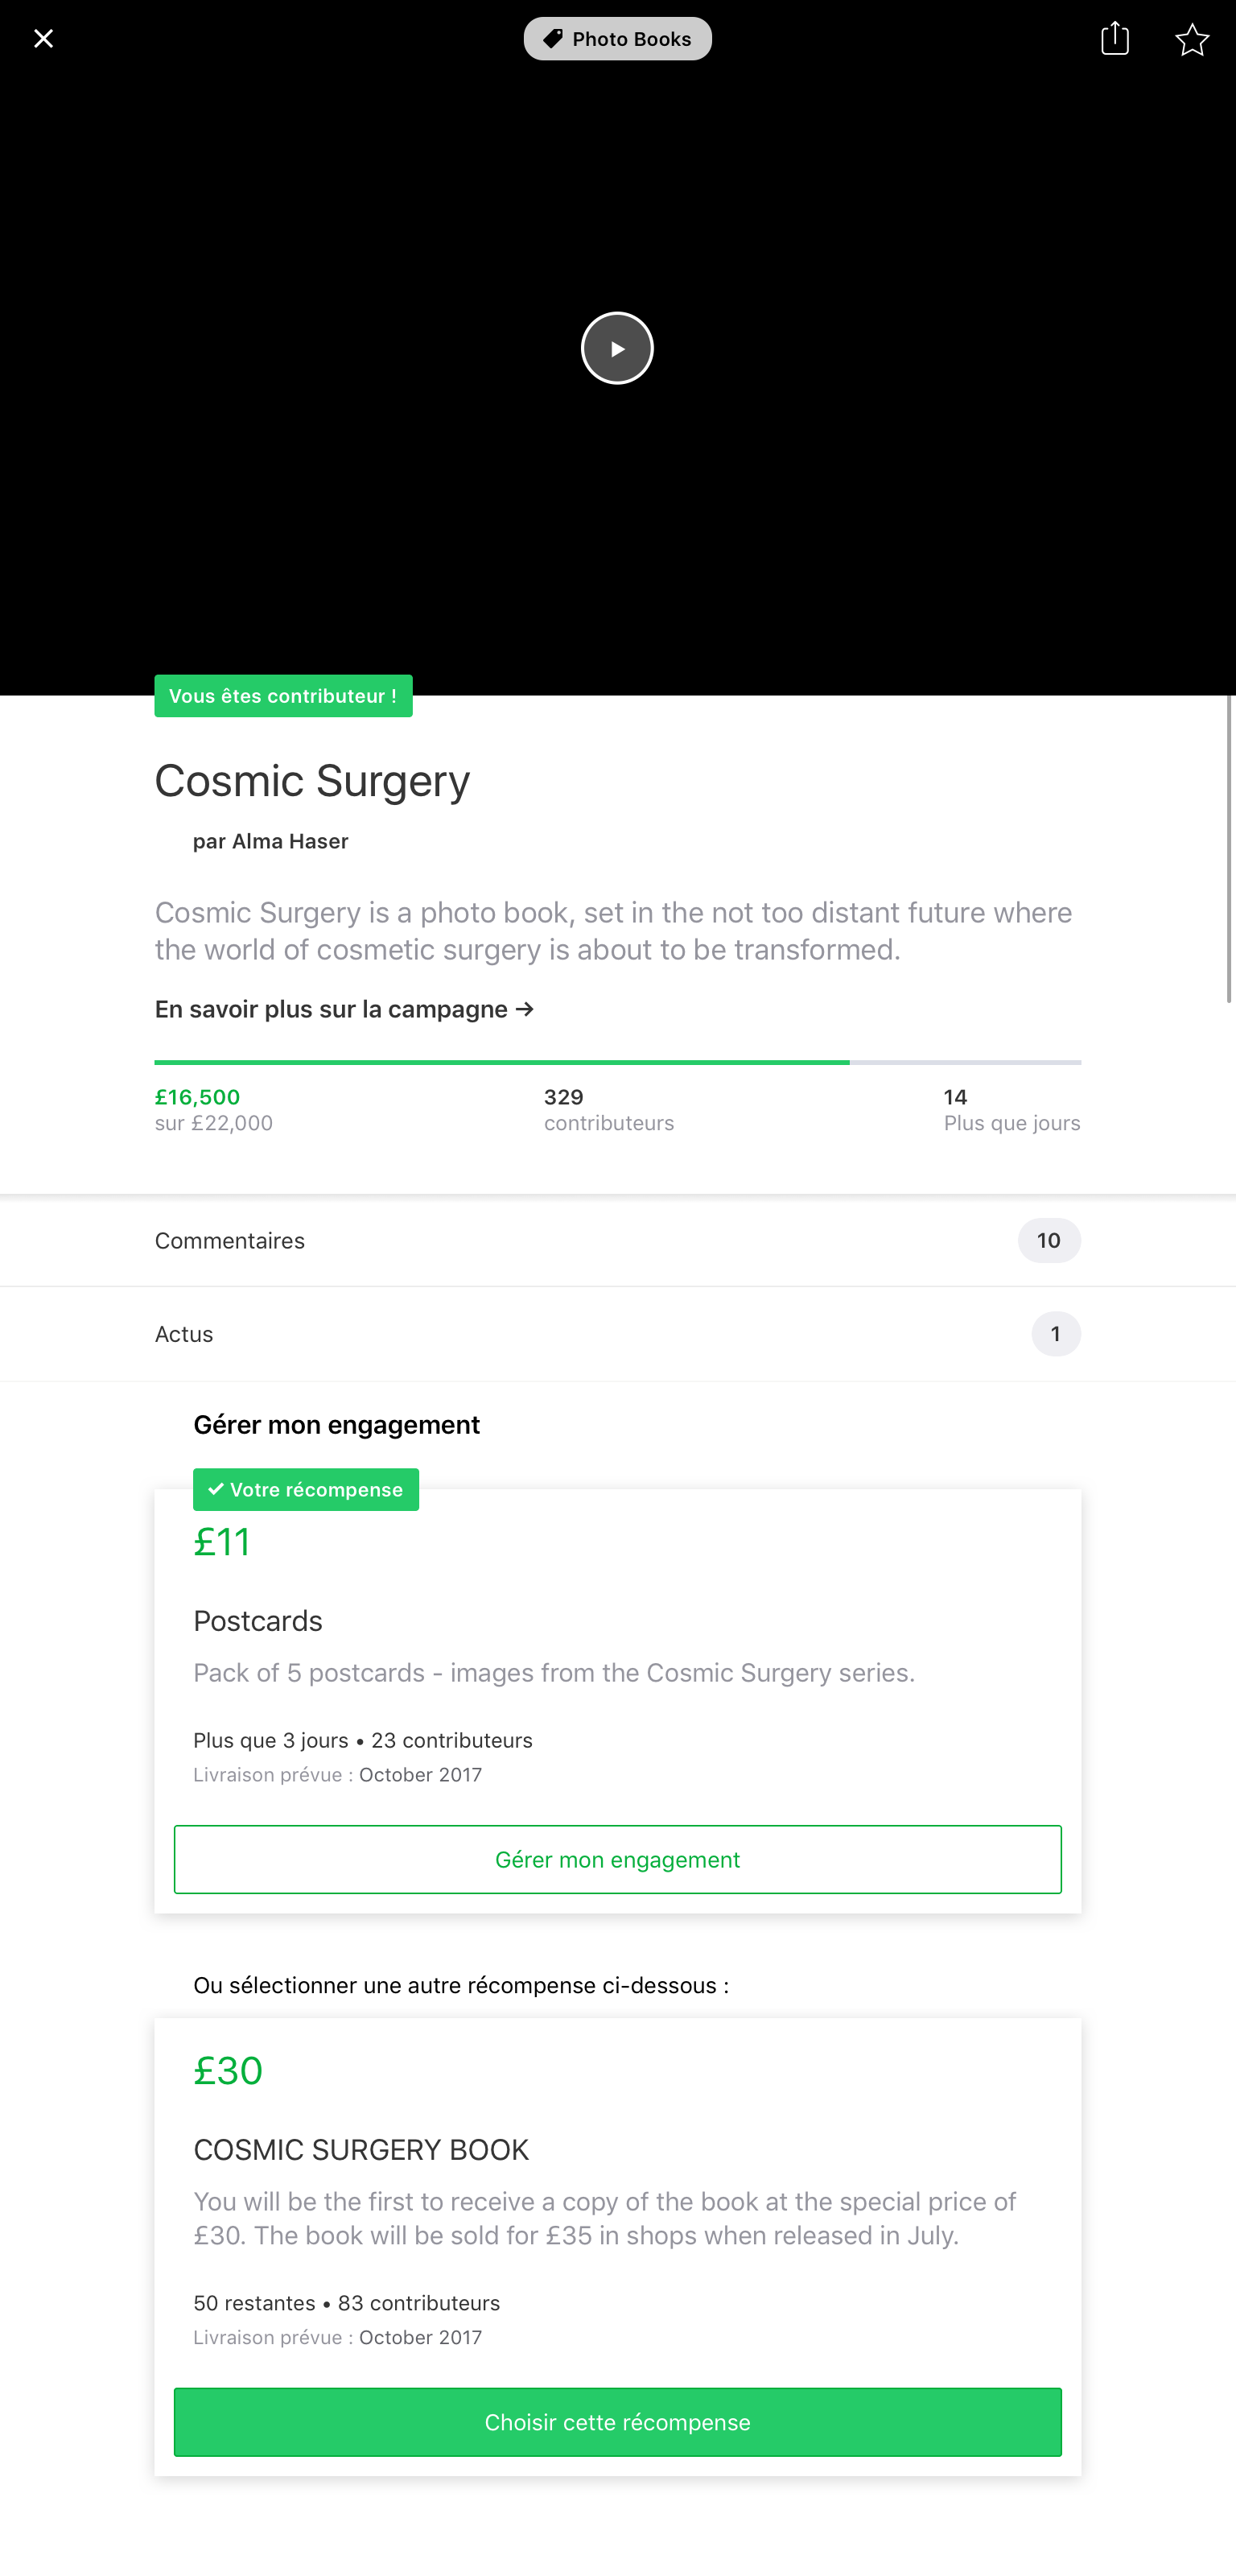 Photo Books
Vous êtes contributeur !
Cosmic Surgery
par Alma Haser
Cosmic Surgery is a photo book, set in the not too distant future where
the world of cosmetic surgery is about to be transformed.
En savoir plus sur la campagne →
£16,500
sur £22,000
329
contributeurs
14
Plus que jours
Commentaires
10
Actus
1
Gérer mon engagement
✓ Votre récompense
£11
Postcards
Pack of 5 postcards - images from the Cosmic Surgery series.
Plus que 3 jours • 23 contributeurs
Livraison prévue : October 2017
Gérer mon engagement
Ou sélectionner une autre récompense ci-dessous :
£30
COSMIC SURGERY BOOK
You will be the first to receive a copy of the book at the special price of
£30. The book will be sold for £35 in shops when released in July.
50 restantes • 83 contributeurs
Livraison prévue : October 2017
Choisir cette récompense